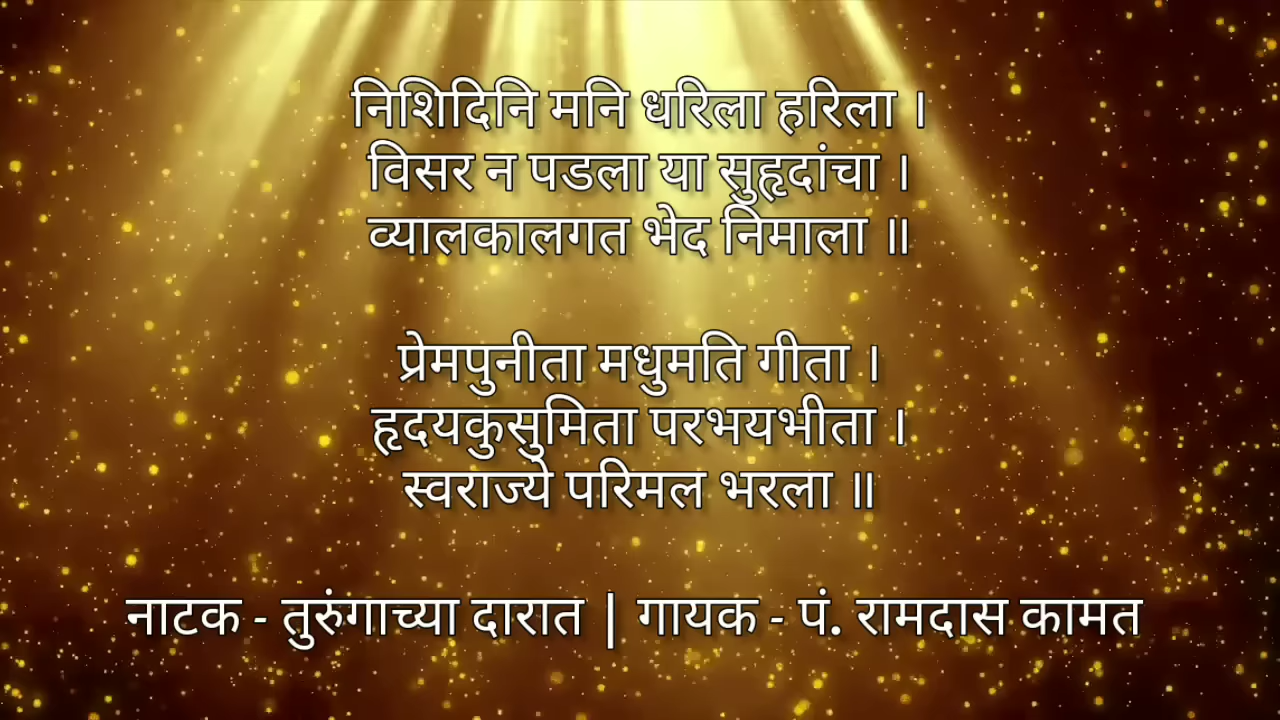 निशिदिनि मनि धरिला हरिला ।
विसर न पडला या सुहृदांचा ।
व्यालकालगत भेद निमाला ॥
प्रेमपुनीता मधुमति गीता ।
हृदयकुसुमिता परभयभीता ।
स्वराज्ये परिमल भरला ॥
नाटक - तुरुंगाच्या दारात | गायक - पं. रामदास कामत